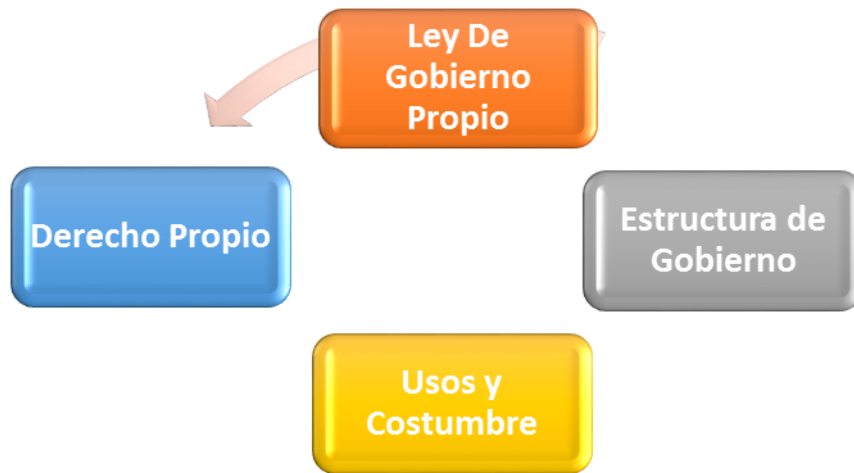 Ley De
Gobierno
Propio
Derecho Propio
Estructura de
Gobierno
Usos y
Costumbre